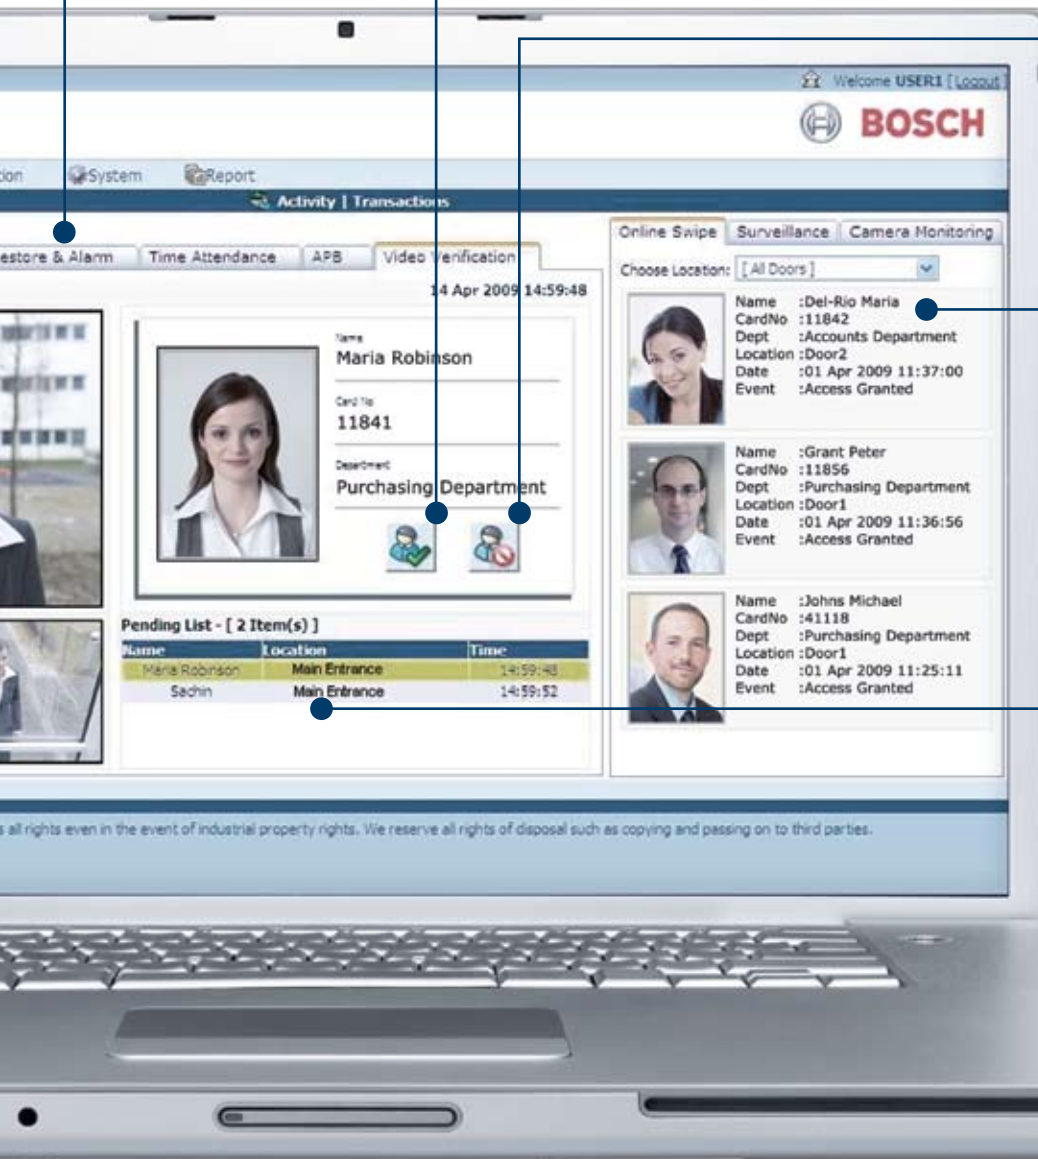 Welcome USER1 [ Logout ]
BOSCH
System Report
Activity | Transactions
estore & Alarm Time Attendance APB Video Verification
14 Apr 2009 14:59:48
Name
Maria Robinson
Card No
11841
Department
Purchasing Department
Pending List - [ 2 Item(s) ]
Name Location Time
Maria Robinson Main Entrance 14:59:48
Sachin Main Entrance 14:59:52
Online Swipe Surveillance Camera Monitoring
Choose Location: [ All Doors ]
Name :Del-Rio Maria
CardNo :11842
Dept :Accounts Department
Location :Door2
Date :01 Apr 2009 11:37:00
Event :Access Granted
Name :Grant Peter
CardNo :11856
Dept :Purchasing Department
Location :Door1
Date :01 Apr 2009 11:36:56
Event :Access Granted
Name :Johns Michael
CardNo :41118
Dept :Purchasing Department
Location :Door1
Date :01 Apr 2009 11:25:11
Event :Access Granted
s all rights even in the event of industrial property rights. We reserve all rights of disposal such as copying and passing on to third parties.